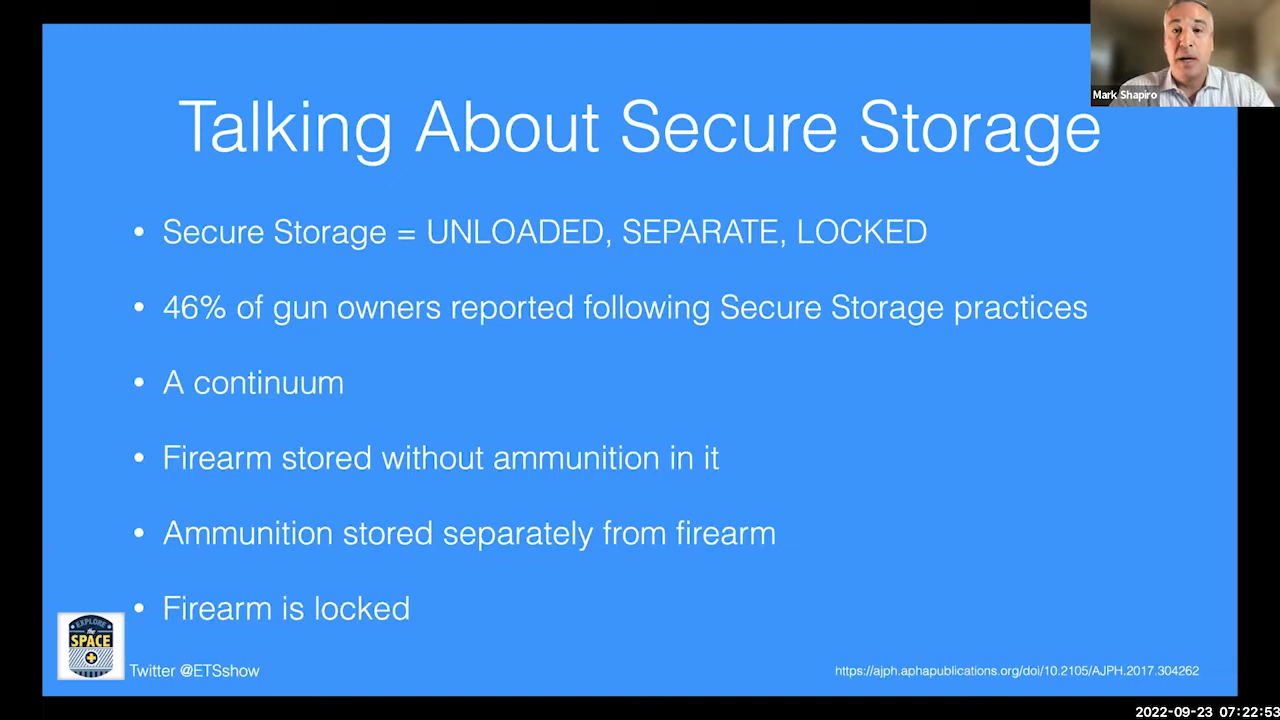 Mark Shapiro
Talking About Secure Storage
• Secure Storage = UNLOADED, SEPARATE, LOCKED
• 46% of gun owners reported following Secure Storage practices
• A continuum
• Firearm stored without ammunition in it
• Ammunition stored separately from firearm
• Firearm is locked
EXPLORE
the
SPACE
Twitter @ETSshow
https://ajph.aphapublications.org/doi/10.2105/AJPH.2017.304262
2022-09-23 07:22:53